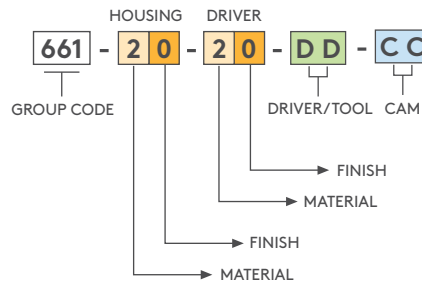 HOUSING DRIVER
661 - 2 0 - 2 0 - D D - C C
GROUP CODE DRIVER/TOOL CAM
FINISH
MATERIAL
FINISH
MATERIAL